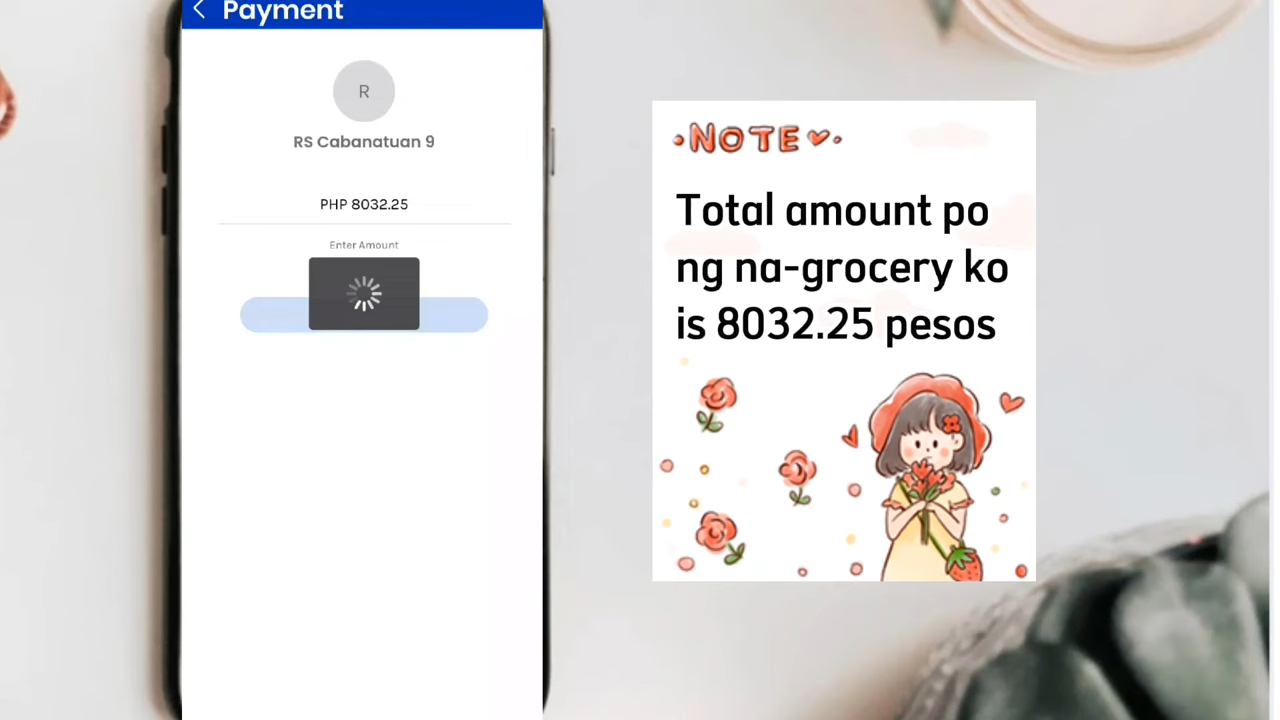 Payment
R
RS Cabanatuan 9
PHP 8032.25
Enter Amount
NOTE
Total amount po
ng na-grocery ko
is 8032.25 pesos